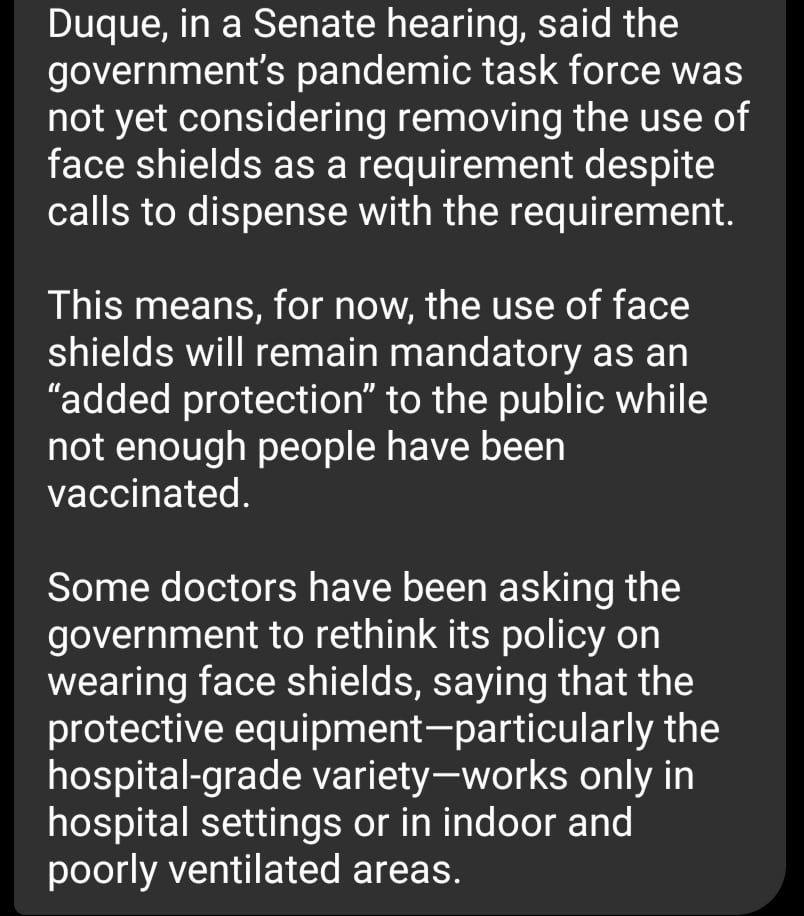 Duque, in a Senate hearing, said the
government’s pandemic task force was
not yet considering removing the use of
face shields as a requirement despite
calls to dispense with the requirement.
This means, for now, the use of face
shields will remain mandatory as an
“added protection” to the public while
not enough people have been
vaccinated.
Some doctors have been asking the
government to rethink its policy on
wearing face shields, saying that the
protective equipment—particularly the
hospital-grade variety—works only in
hospital settings or in indoor and
poorly ventilated areas.